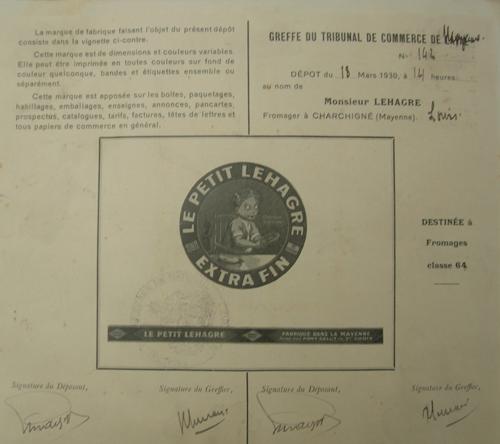 La marque de fabrique faisant l'objet du présent dépôt
consiste dans la vignette ci-contre.
Cette marque est de dimensions et couleurs variables.
Elle peut être imprimée en toutes couleurs sur fond de
couleur quelconque, bandes et étiquettes ensemble ou
séparément.
Cette marque est apposée sur les boîtes, paquetages,
habillages, emballages, enseignes, annonces, pancartes,
prospectus, catalogues, tarifs, factures, têtes de lettres et
tous papiers de commerce en général.
GREFFE DU TRIBUNAL DE COMMERCE DE
No 142
DÉPOT du 13 Mars 1930, à 14 heures
au nom de
Monsieur LEHAGRE
Fromager à CHARCHIGNÉ (Mayenne). Louis
LE PETIT LEHAGRE
EXTRA FIN
DESTINÉE à
Fromages
classe 64
LE PETIT LEHAGRE
FABRIQUÉ DANS LA MAYENNE
Signature du Déposant,
Signature du Greffier,
Signature du Déposant,
Signature du Greffier,